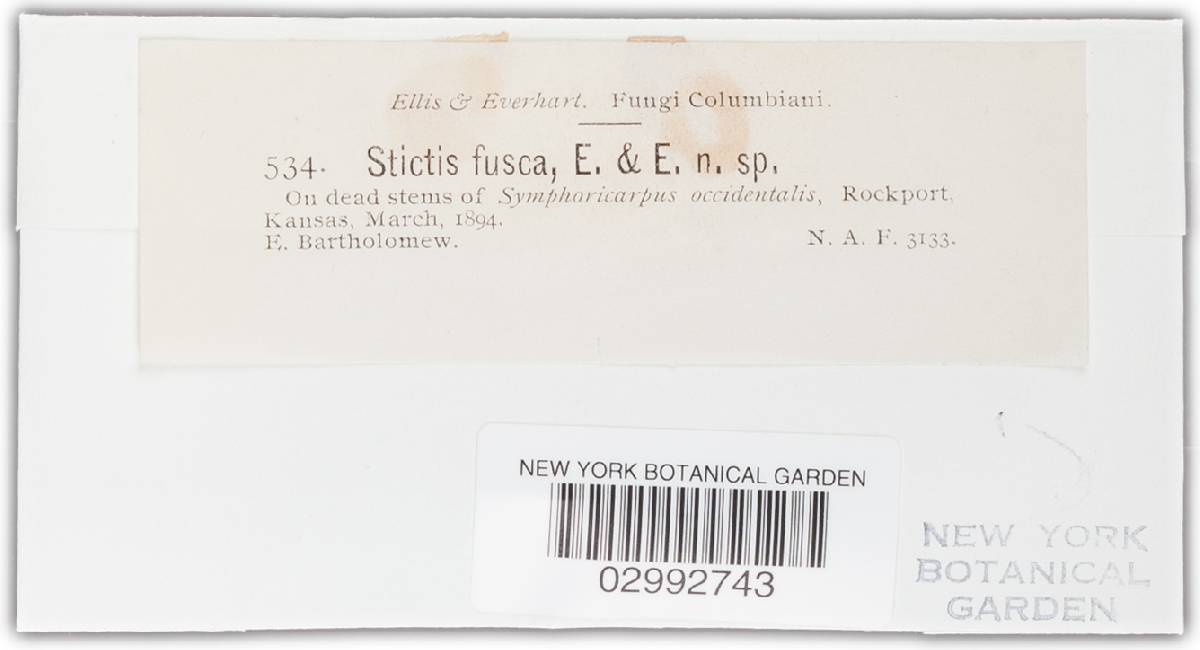 Ellis & Everhart. Fungi Columbiani.
534. Stictis fusca, E. & E. n. sp.
On dead stems of Symphoricarpus occidentalis, Rockport,
Kansas, March, 1894.
E. Bartholomew.
N. A. F. 3133.
NEW YORK BOTANICAL GARDEN
02992743
NEW YORK
BOTANICAL
GARDEN